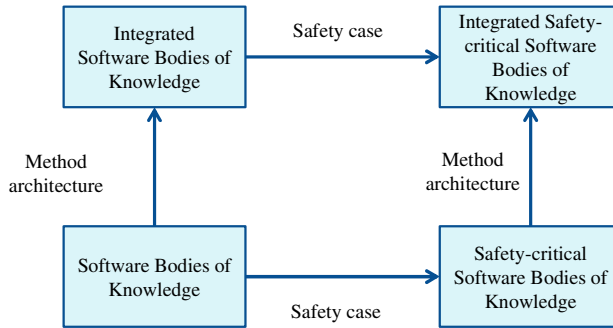 Integrated
Software Bodies of
Knowledge
Safety case
Integrated Safety-
critical Software
Bodies of
Knowledge
Method
architecture
Method
architecture
Software Bodies of
Knowledge
Safety case
Safety-critical
Software Bodies of
Knowledge